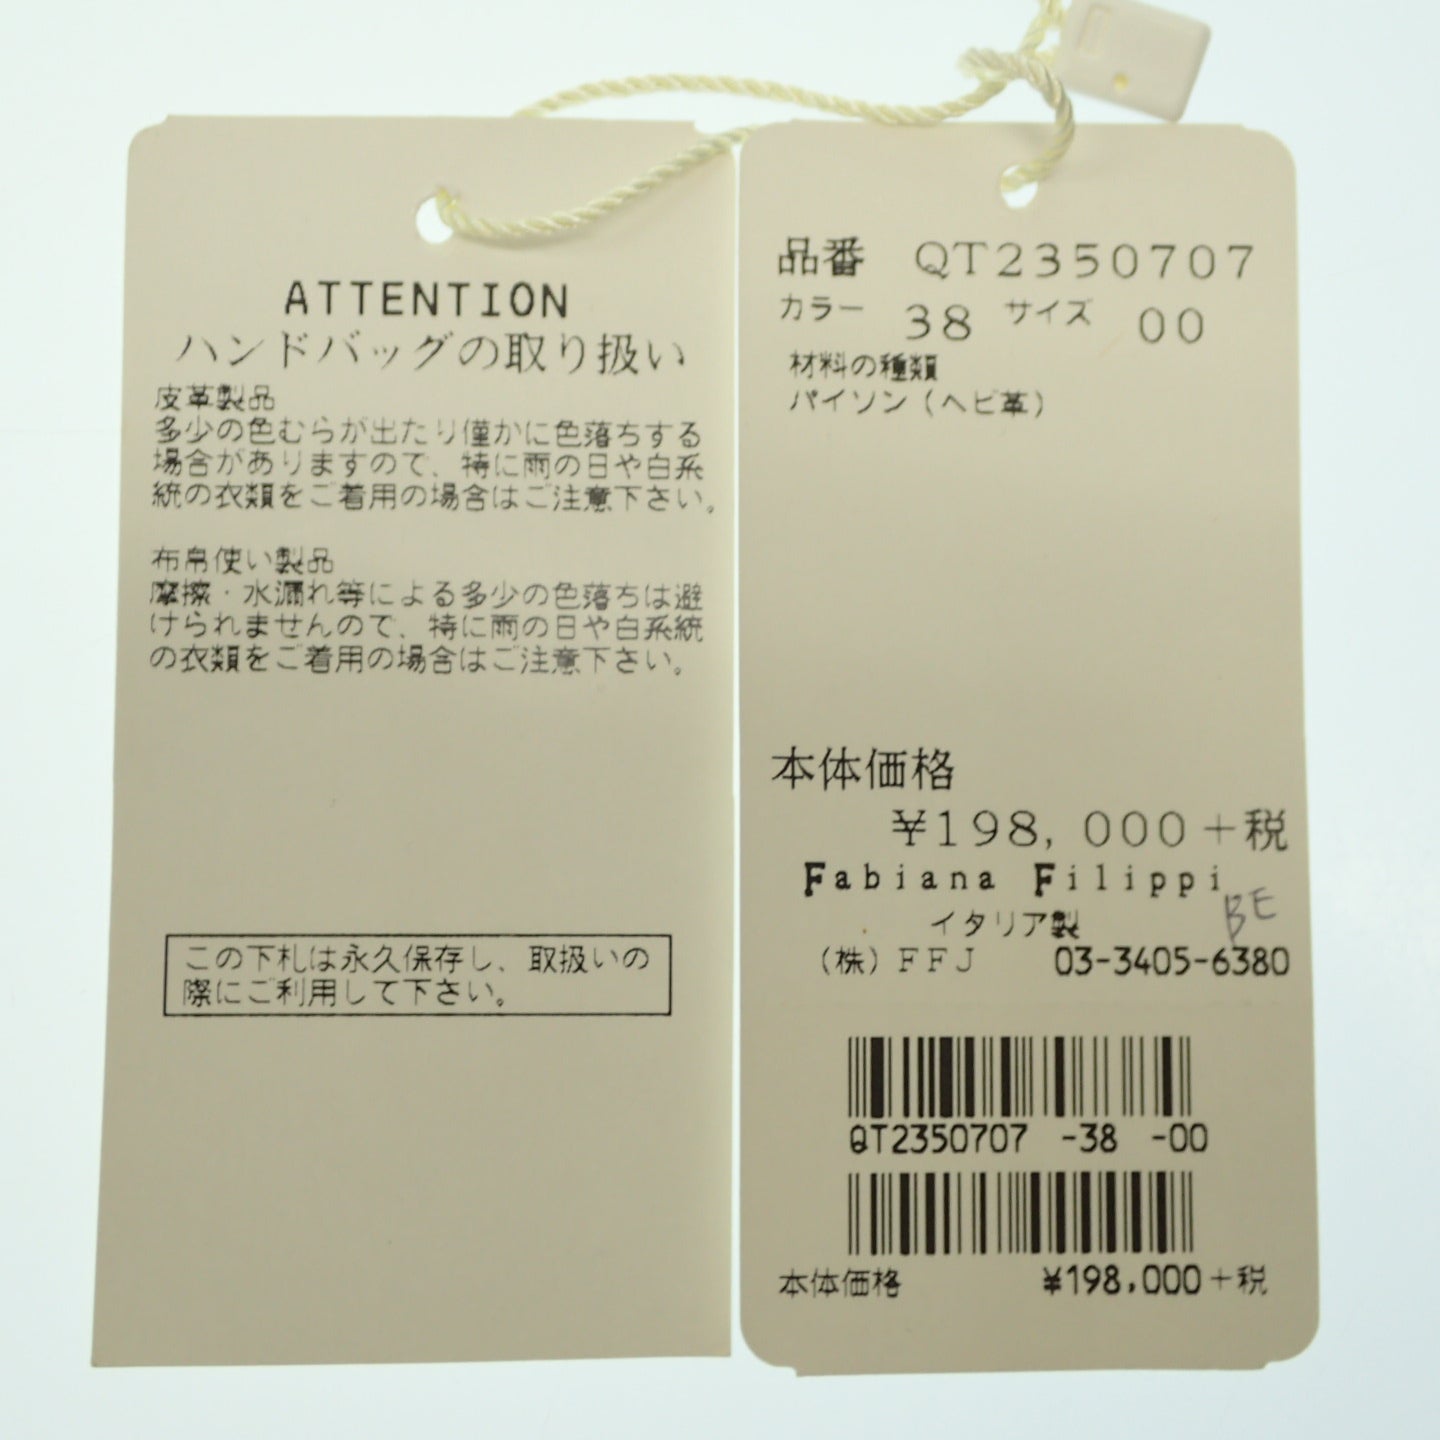 ATTENTION
ハンドバッグの取り扱い
皮革製品
多少の色むらが出たり僅かに色落ちする
場合がありますので、特に雨の日や白系
統の衣類をご着用の場合はご注意下さい。
布帛使い製品
摩擦・水漏れ等による多少の色落ちは避
けられませんので、特に雨の日や白系統
の衣類をご着用の場合はご注意下さい。
この下札は永久保存し、取扱いの
際にご利用して下さい。
品番 QT2350707
カラー 38 サイズ 00
材料の種類
パイソン(ヘビ革)
本体価格
¥198,000+税
Fabiana Filippi
BE
イタリア製
(株)FFJ 03-3405-6380
QT2350707 -38 -00
本体価格 ¥198,000+税